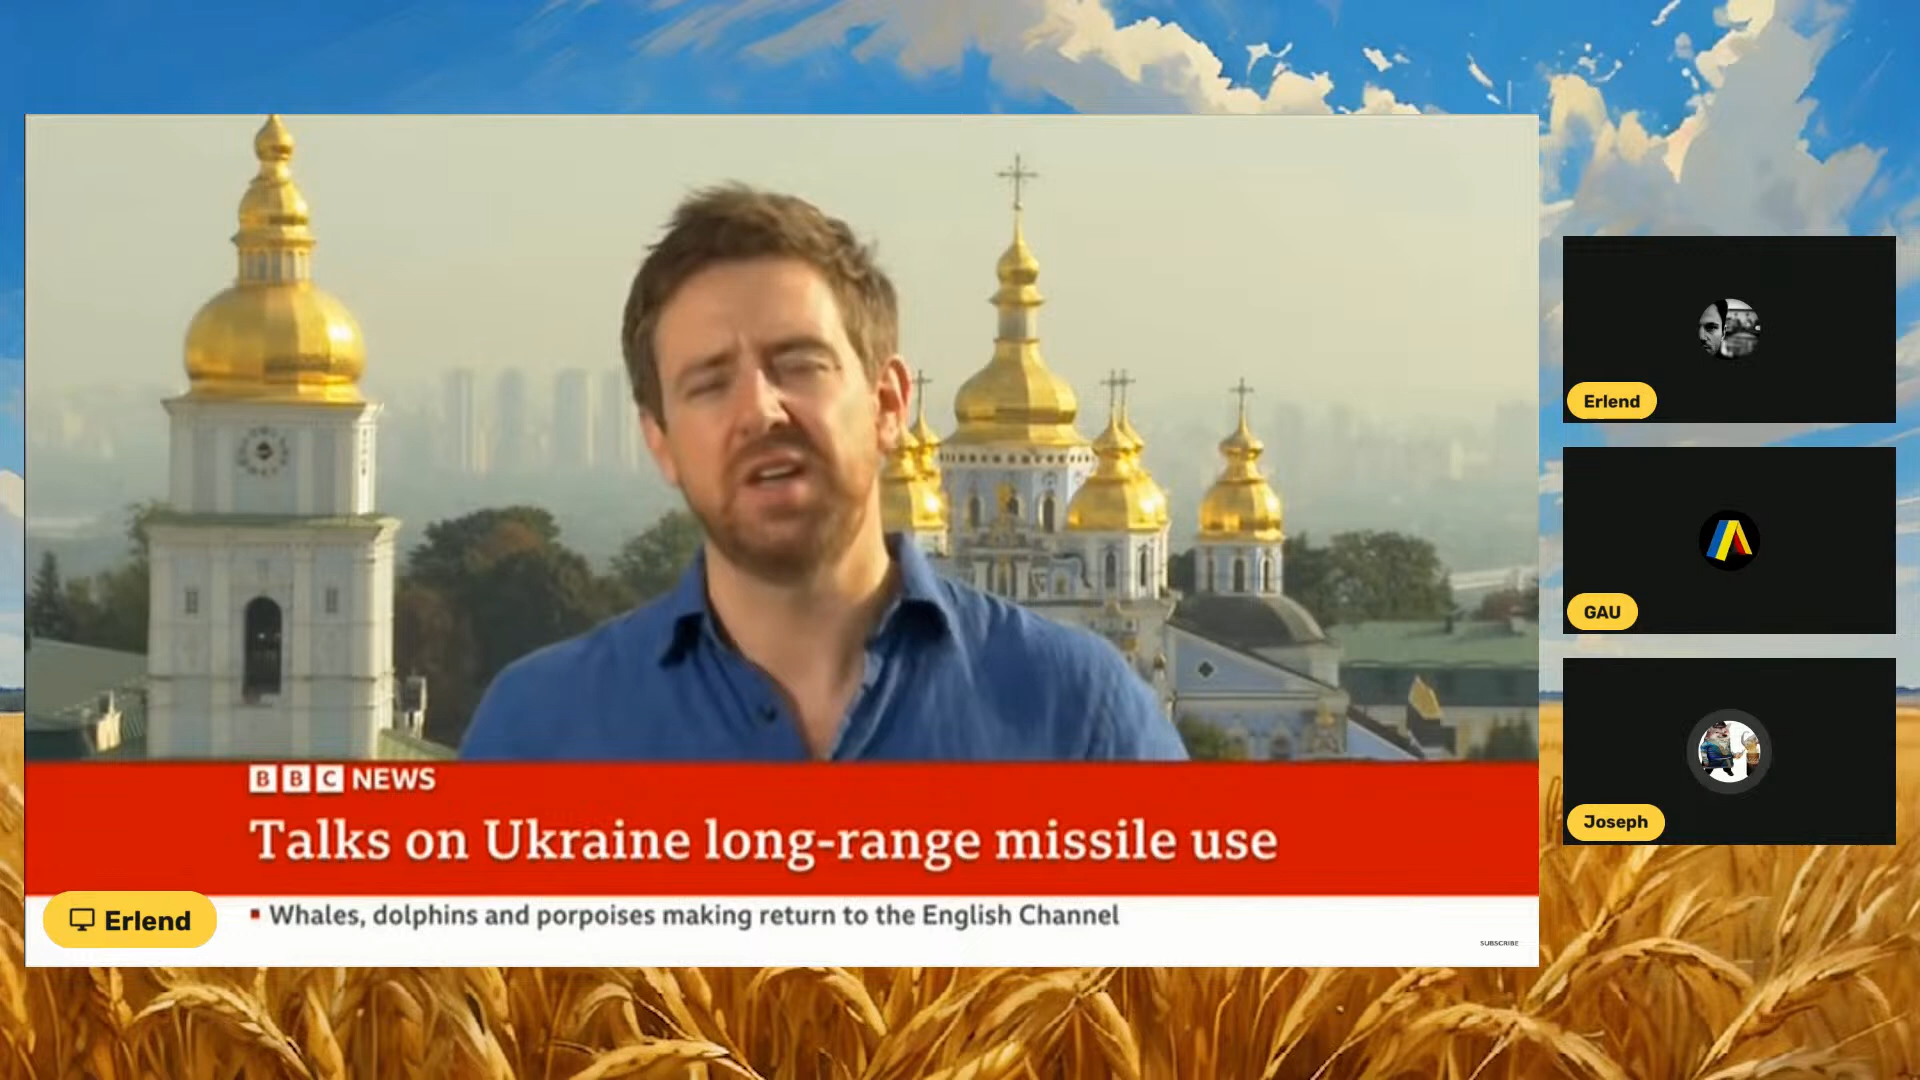 BBC NEWS
Talks on Ukraine long-range missile use
Whales, dolphins and porpoises making return to the English Channel
SUBSCRIBE
Erlend
Erlend
GAU
Joseph